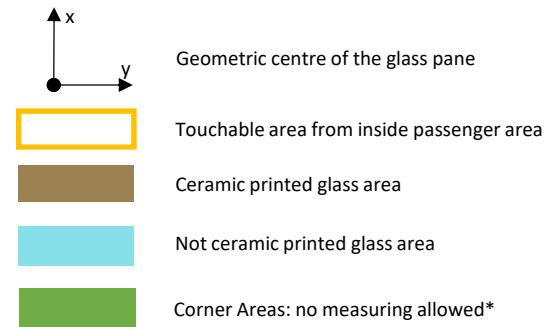 x
y
Geometric centre of the glass pane
Touchable area from inside passenger area
Ceramic printed glass area
Not ceramic printed glass area
Corner Areas: no measuring allowed*